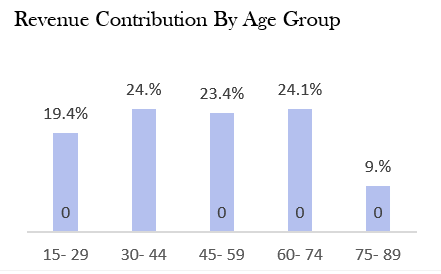 Revenue Contribution By Age Group
24.% 24.1%
19.4% 23.4%
9.%
0 0 0 0 0
15- 29 30- 44 45- 59 60- 74 75- 89